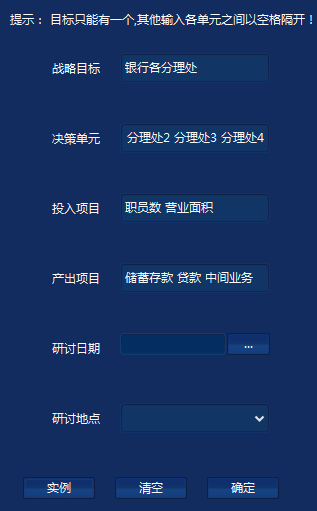 提示： 目标只能有一个,其他输入各单元之间以空格隔开！
战略目标 银行各分理处
决策单元 分理处2 分理处3 分理处4
投入项目 职员数 营业面积
产出项目 储蓄存款 贷款 中间业务
研讨日期 ...
研讨地点
实例 清空 确定